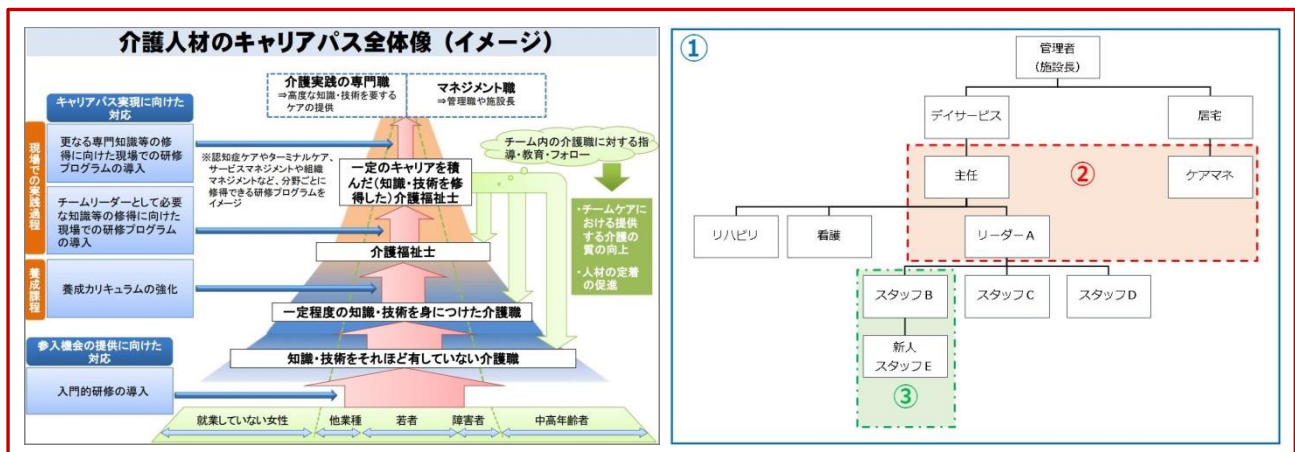 介護人材のキャリアパス全体像（イメージ）
介護実践の専門職
⇒高度な知識・技術を要する
ケアの提供
マネジメント職
⇒管理職や施設長
キャリアパス実現に向けた
対応
現場での実践過程
更なる専門知識等の修
得に向けた現場での研修
プログラムの導入
※認知症ケアやターミナルケア、
サービスマネジメントや組織
マネジメントなど、分野ごとに
修得できる研修プログラムを
イメージ
チームリーダーとして必要
な知識等の修得に向けた
現場での研修プログラム
の導入
一定のキャリアを積
んだ（知識・技術を修
得した）介護福祉士
チーム内の介護職に対する指
導・教育・フォロー
・チームケアに
おける提供
する介護の
質の向上
・人材の定着
の促進
介護福祉士
養成課程
養成カリキュラムの強化
一定程度の知識・技術を身につけた介護職
参入機会の提供に向けた
対応
知識・技術をそれほど有していない介護職
入門的研修の導入
就業していない女性
他業種
若者
障害者
中高年齢者
①
管理者
（施設長）
デイサービス
居宅
主任
②
ケアマネ
リハビリ
看護
リーダーA
スタッフB
スタッフC
スタッフD
新人
スタッフE
③